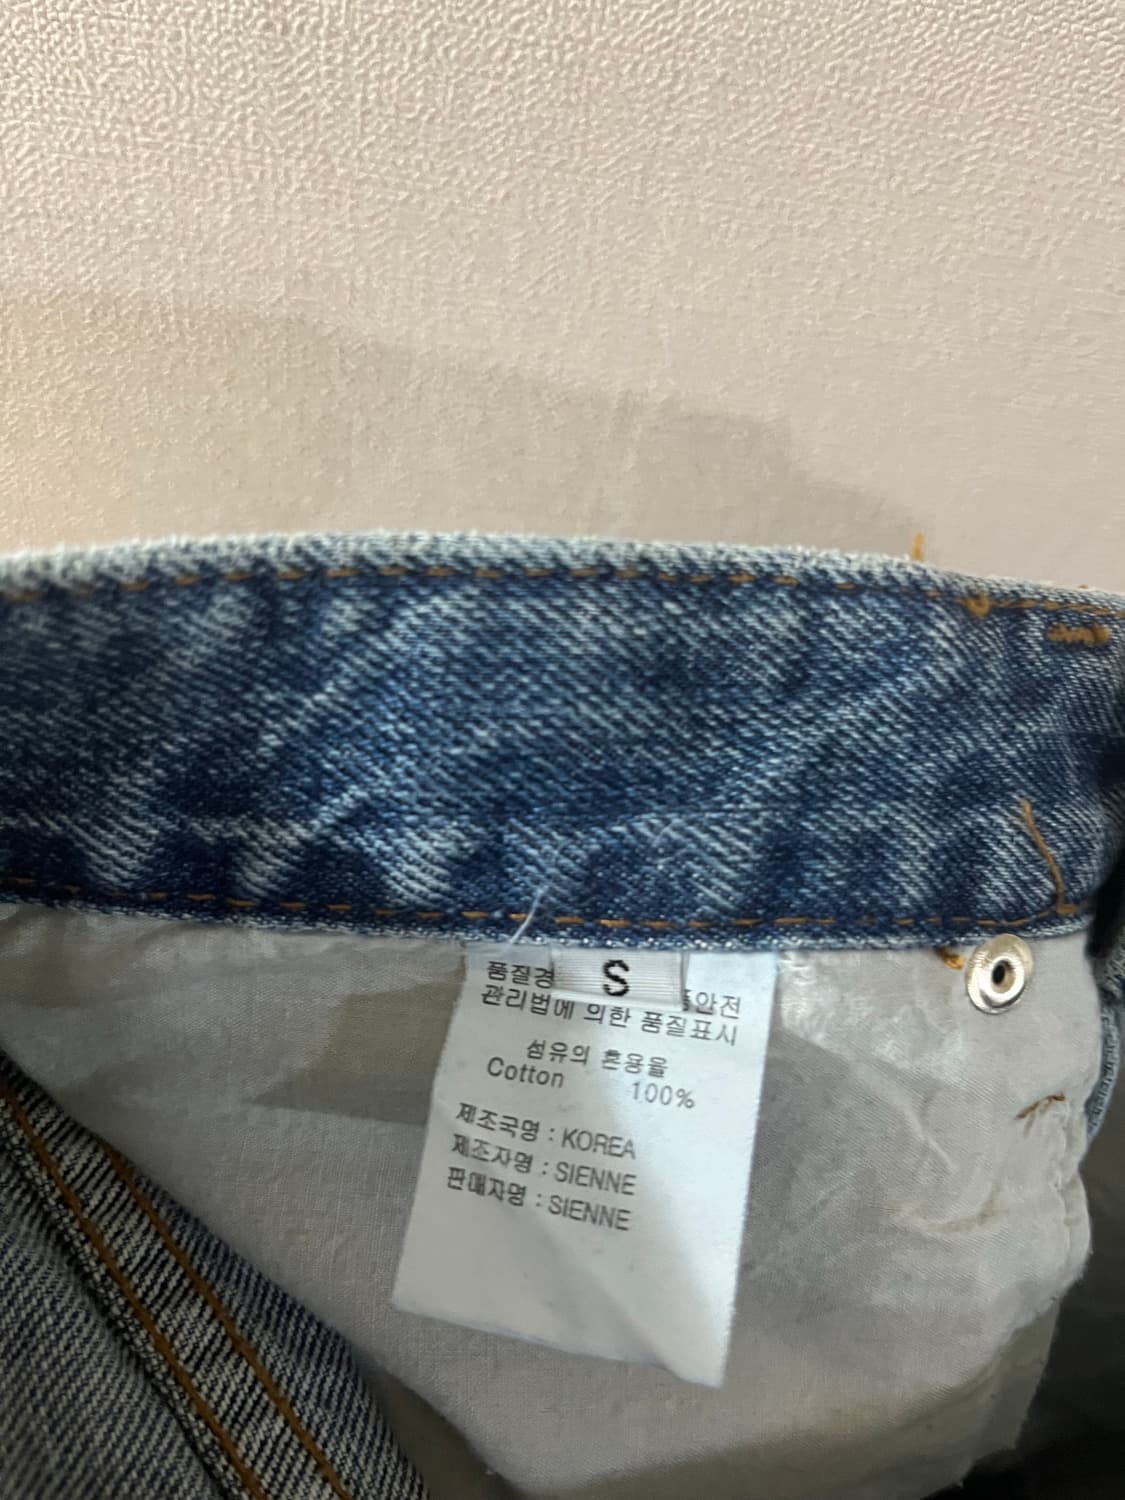 S
품질경
품안전
관리법에 의한 품질표시
섬유의 혼용율
Cotton 100%
제조국명 : KOREA
제조자명 : SIENNE
판매자명 : SIENNE